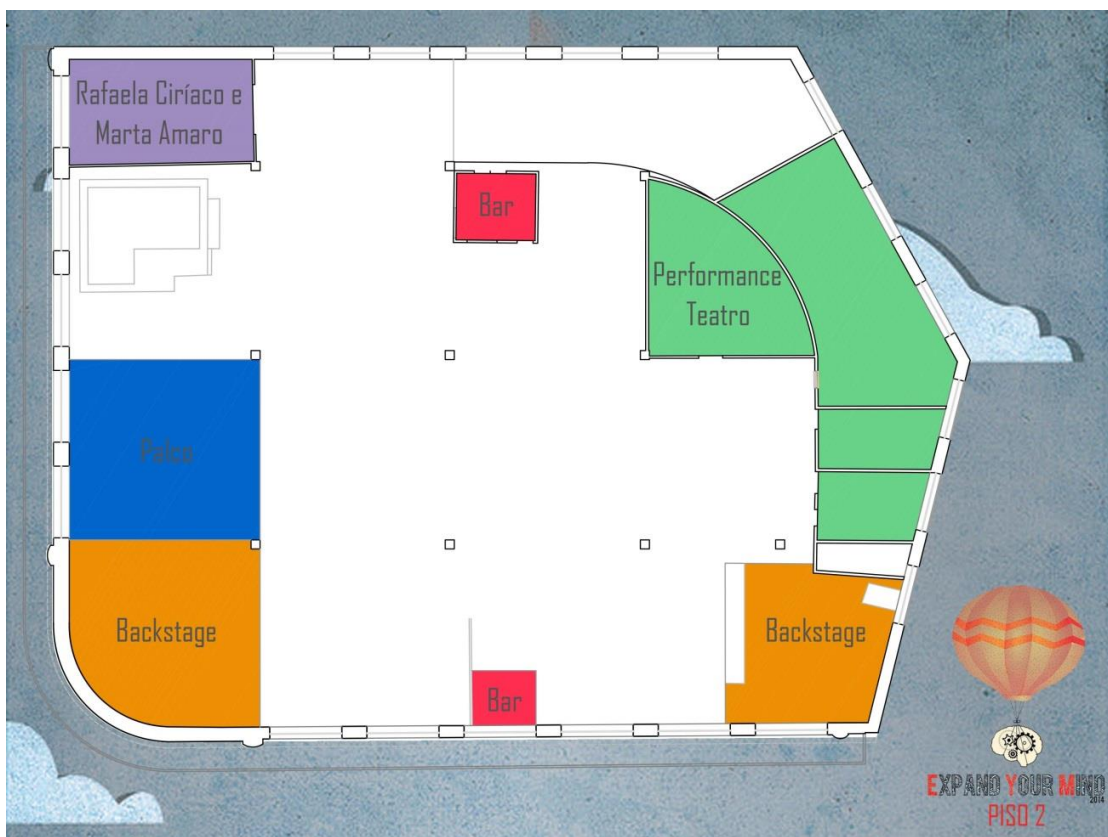 Rafaela Ciríaco e
Marta Amaro
Bar
Performance
Teatro
Palco
Backstage
Backstage
Bar
EXPAND YOUR MIND
2014
PISO 2